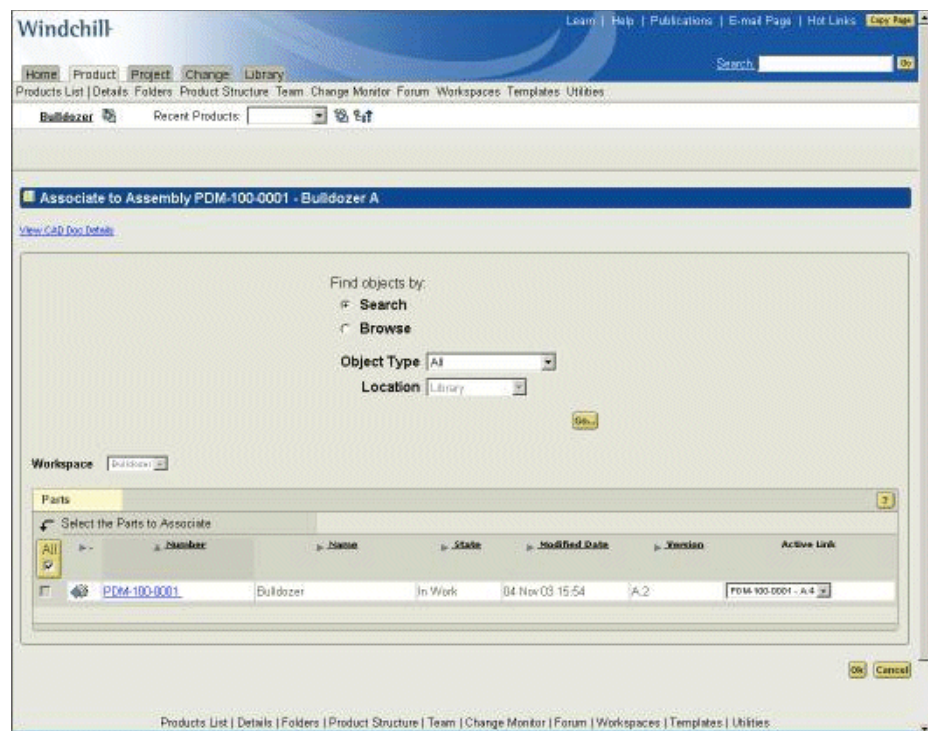 Windchill
Learn | Help | Publications | E-mail Page | Hot Links Copy Page
Search Go
Home Product Project Change Library
Products List | Details Folders Product Structure Team Change Monitor Forum Workspaces Templates Utilities
Bulldozer Recent Products:
Associate to Assembly PDM-100-0001 - Bulldozer A
View CAD Doc Details
Find objects by:
Search
Browse
Object Type All
Location Library
Go...
Workspace Bulldozer
Parts ?
Select the Parts to Associate
All - Number Name State Modified Date Version Active Link
PDM-100-0001 Bulldozer In Work 04 Nov 03 15:54 A.2 PDM-100-0001 - A.4
Ok Cancel
Products List | Details | Folders | Product Structure | Team | Change Monitor | Forum | Workspaces | Templates | Utilities